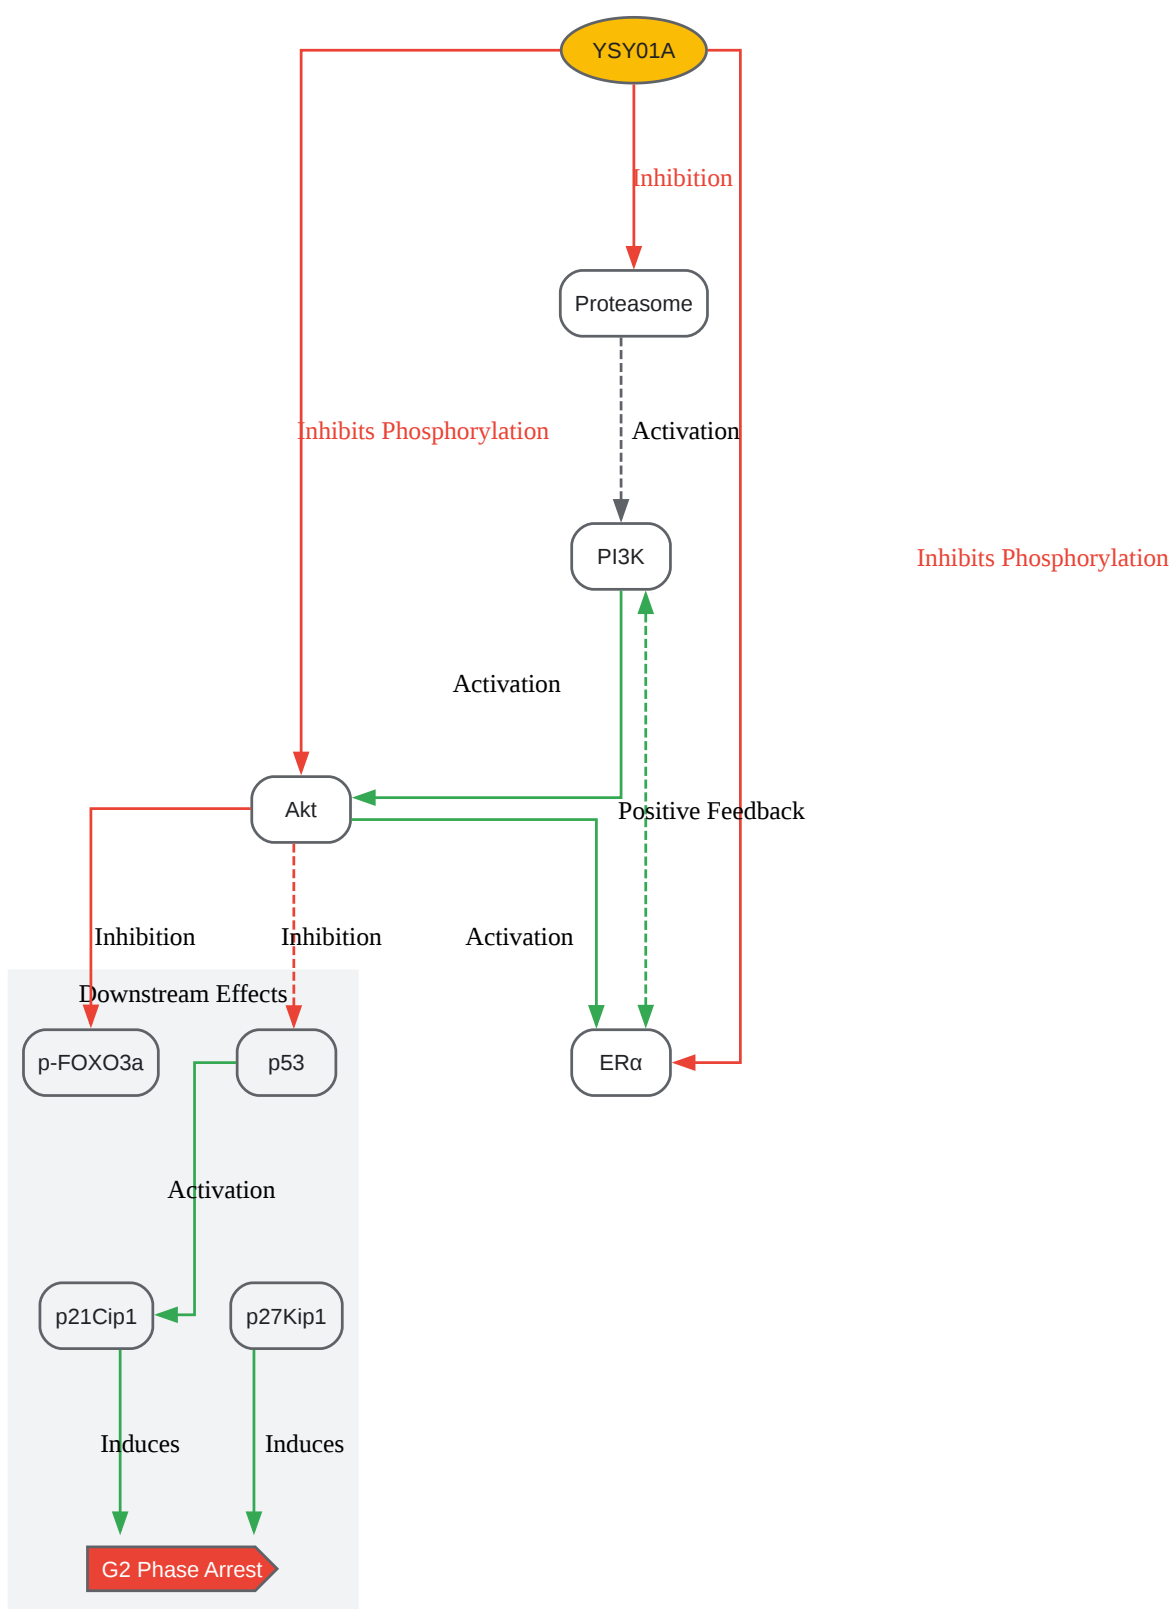 YSY01A
Inhibition
Proteasome
Inhibits Phosphorylation
Activation
PI3K
Inhibits Phosphorylation
Activation
Akt
Positive Feedback
Inhibition
Inhibition
Activation
Downstream Effects
p-FOXO3a
p53
ERα
Activation
p21Cip1
p27Kip1
Induces
Induces
G2 Phase Arrest